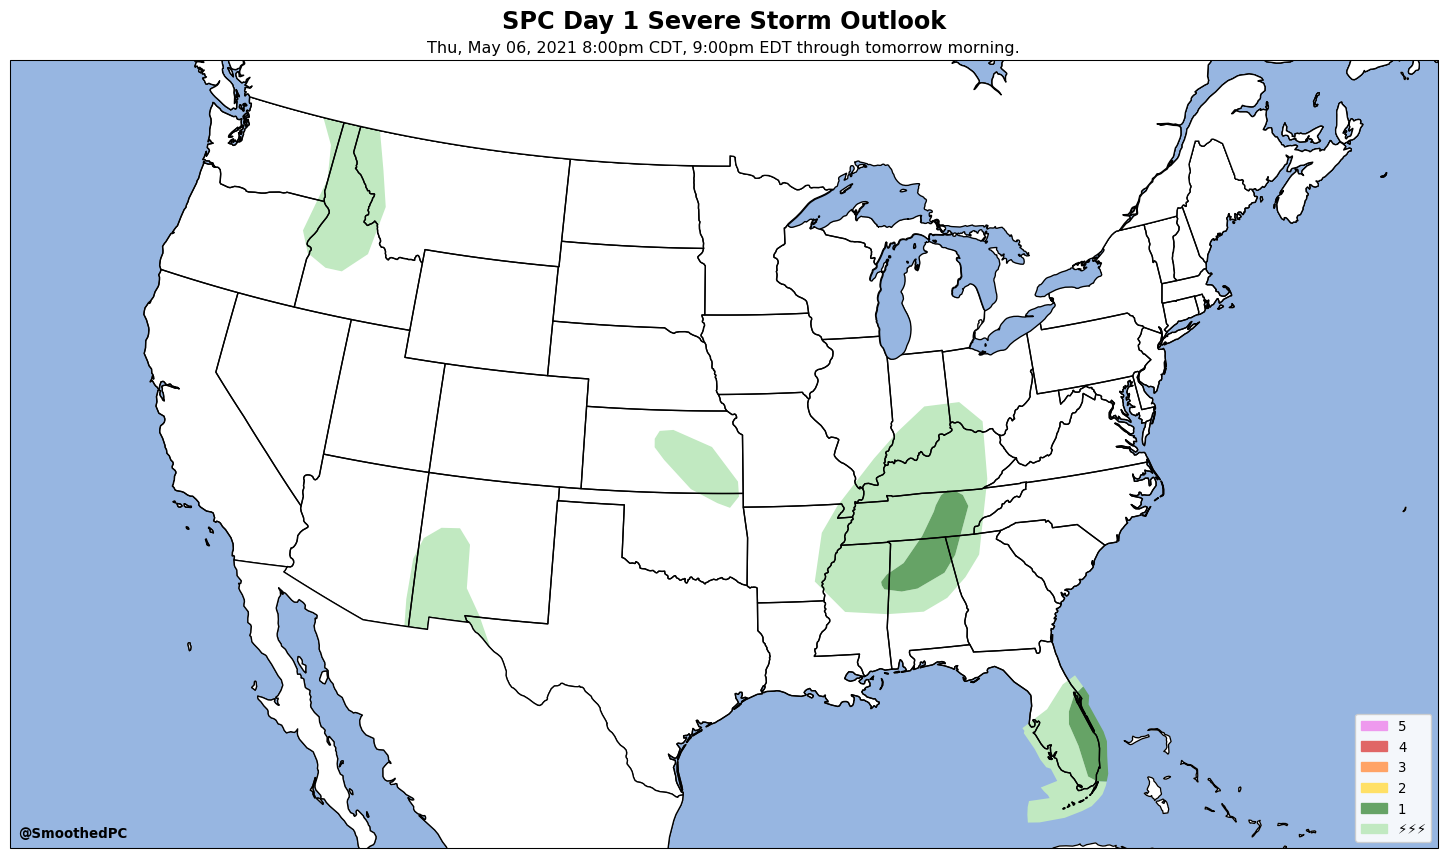 SPC Day 1 Severe Storm Outlook
Thu, May 06, 2021 8:00pm CDT, 9:00pm EDT through tomorrow morning.
5
4
3
2
1
⚡⚡⚡
@SmoothedPC